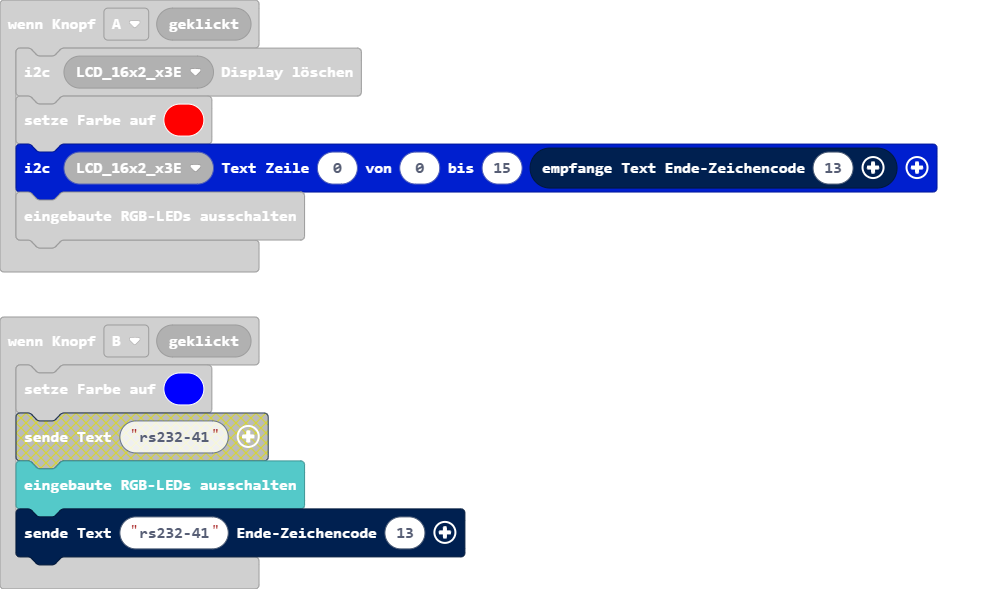 wenn Knopf A geklickt
i2c LCD_16x2_x3E Display löschen
setze Farbe auf
i2c LCD_16x2_x3E Text Zeile 0 von 0 bis 15 empfange Text Ende-Zeichencode 13
eingebaute RGB-LEDs ausschalten
wenn Knopf B geklickt
setze Farbe auf
sende Text "rs232-41"
eingebaute RGB-LEDs ausschalten
sende Text "rs232-41" Ende-Zeichencode 13